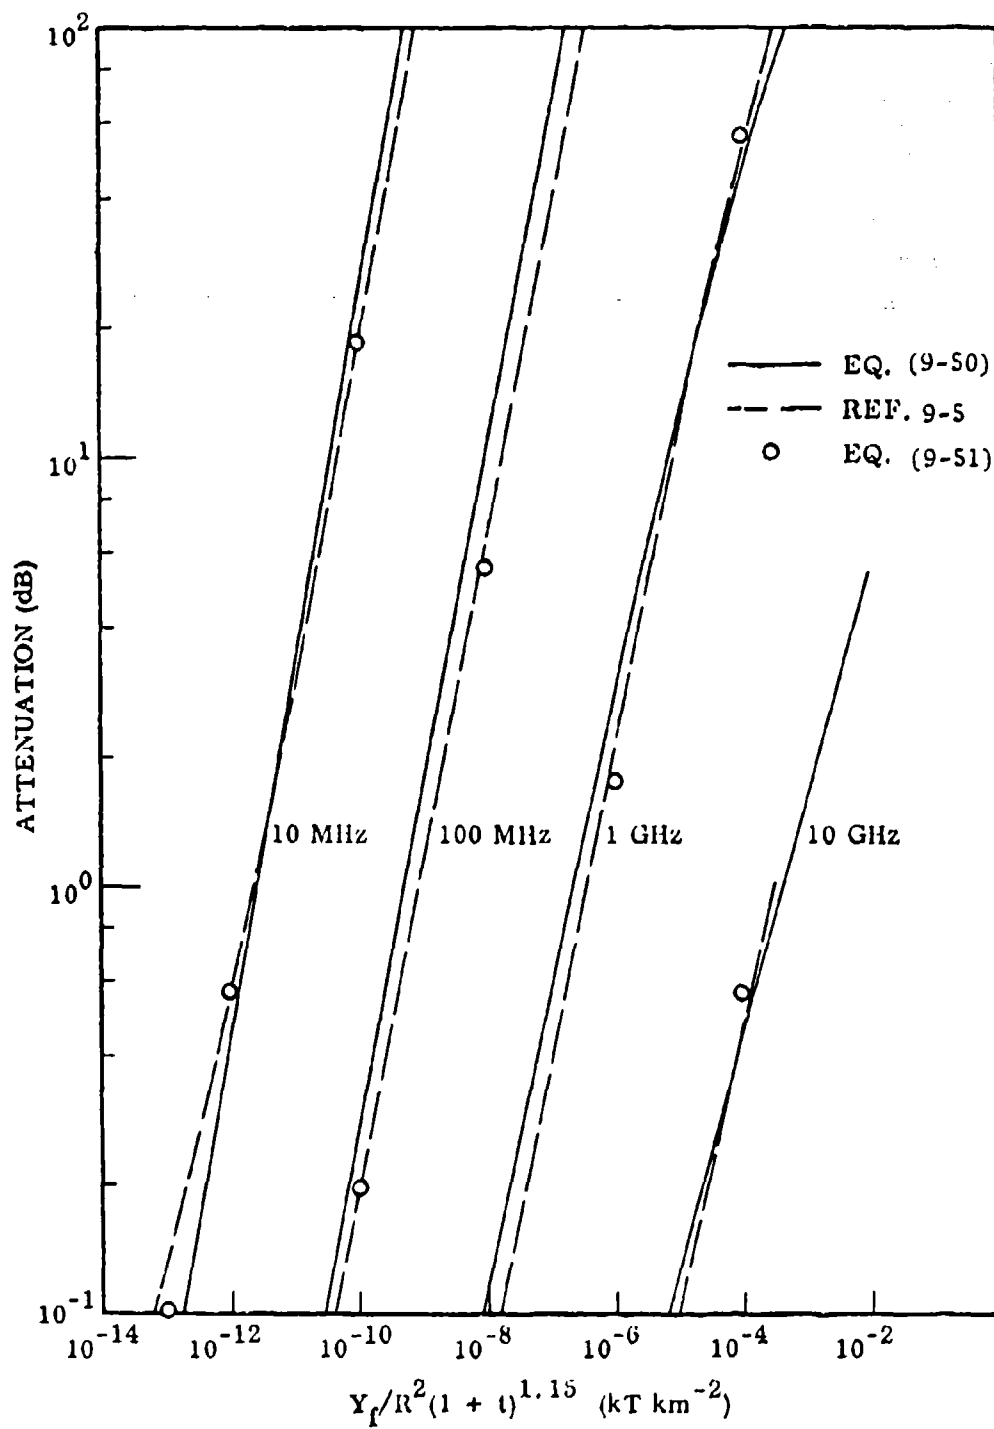 10^2
EQ. (9-50)
REF. 9-5
EQ. (9-51)
10^1
ATTENUATION (dB)
10 MHz
100 MHz
1 GHz
10 GHz
10^0
10^-1
10^-14
10^-12
10^-10
10^-8
10^-6
10^-4
10^-2
Y_f/R^2(1 + t)^1.15 (kT km^-2)